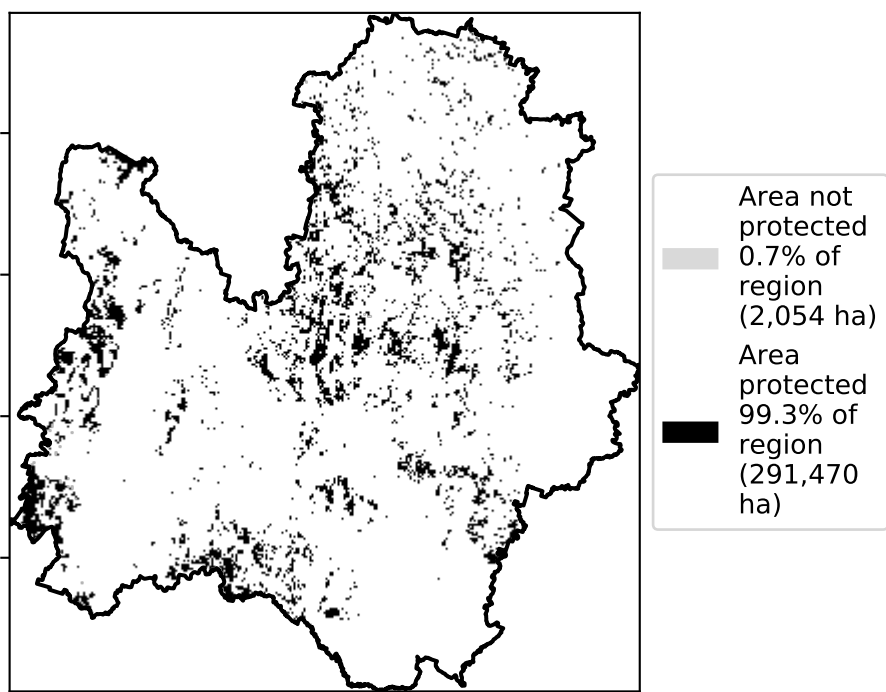 Area not
protected
0.7% of
region
(2,054 ha)
Area
protected
99.3% of
region
(291,470
ha)